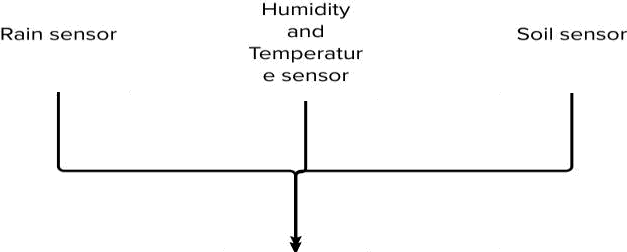 Rain sensor
Humidity
and
Temperatur
e sensor
Soil sensor